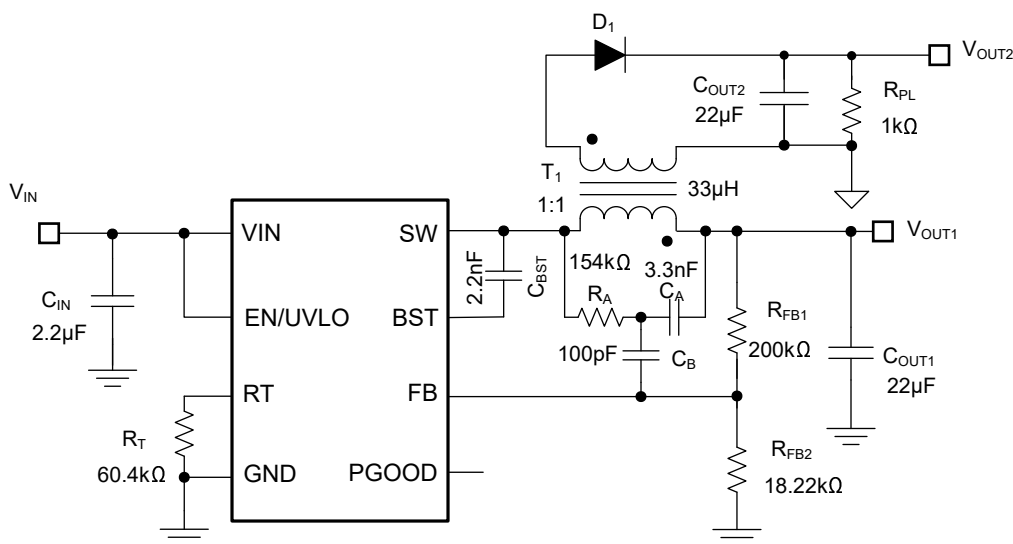 D1
VOUT2
COUT2
22µF
RPL
1kΩ
T1
1:1
33µH
VIN
VOUT1
VIN
SW
2.2nF
CBST
154kΩ
3.3nF
RA
CA
CIN
2.2µF
EN/UVLO
BST
RFB1
200kΩ
100pF
CB
COUT1
22µF
RT
FB
RT
60.4kΩ
GND
PGOOD
RFB2
18.22kΩ